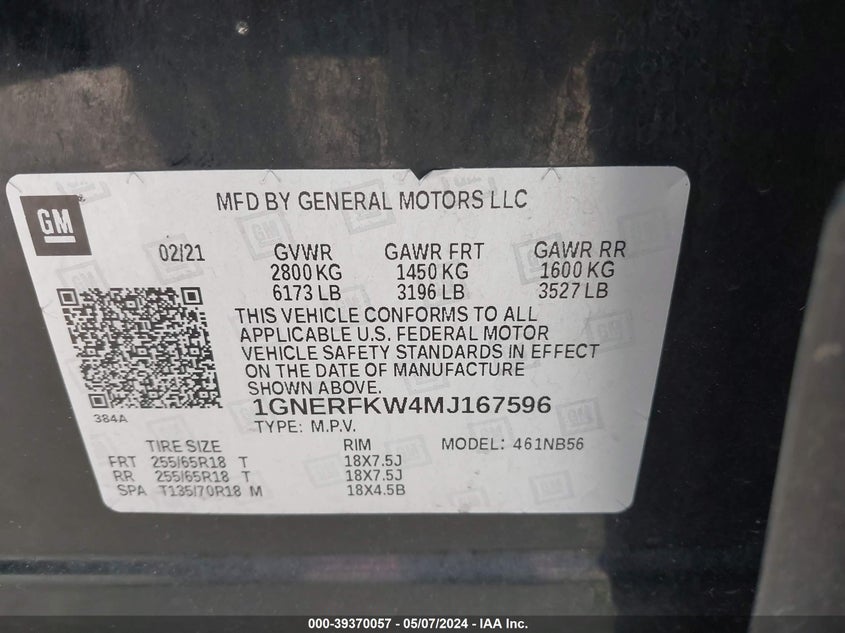 GM
MFD BY GENERAL MOTORS LLC
02/21 GVWR GAWR FRT GAWR RR
2800 KG 1450 KG 1600 KG
6173 LB 3196 LB 3527 LB
THIS VEHICLE CONFORMS TO ALL
APPLICABLE U.S. FEDERAL MOTOR
VEHICLE SAFETY STANDARDS IN EFFECT
ON THE DATE OF MANUFACTURE
SHOWN ABOVE.
1GNERFKW4MJ167596
384A
TYPE: M.P.V.
TIRE SIZE RIM MODEL: 461NB56
FRT 255/65R18 T 18X7.5J
RR 255/65R18 T 18X7.5J
SPA T135/70R18 M 18X4.5B
000-39370057 - 05/07/2024 - IAA Inc.